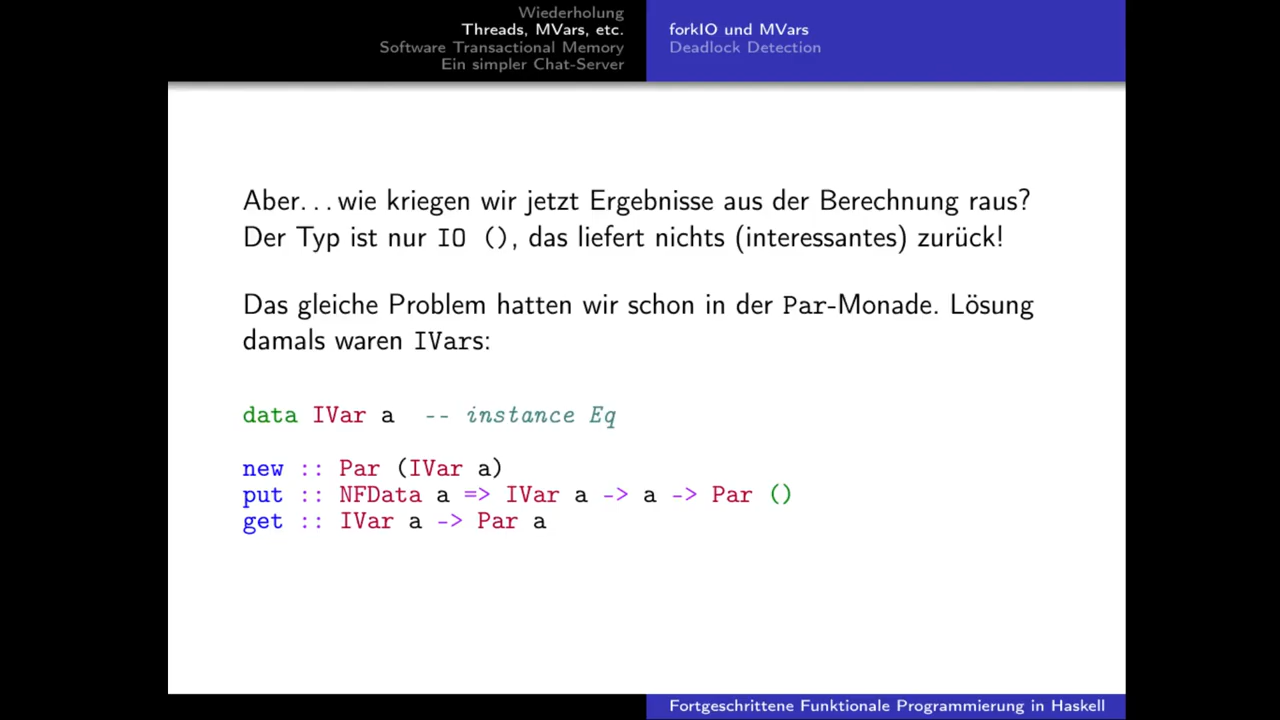 Wiederholung
Threads, MVars, etc.
Software Transactional Memory
Ein simpler Chat-Server
forkIO und MVars
Deadlock Detection
Aber...wie kriegen wir jetzt Ergebnisse aus der Berechnung raus?
Der Typ ist nur IO (), das liefert nichts (interessantes) zurück!
Das gleiche Problem hatten wir schon in der Par-Monade. Lösung
damals waren IVars:
data IVar a  -- instance Eq
new :: Par (IVar a)
put :: NFData a => IVar a -> a -> Par ()
get :: IVar a -> Par a
Fortgeschrittene Funktionale Programmierung in Haskell